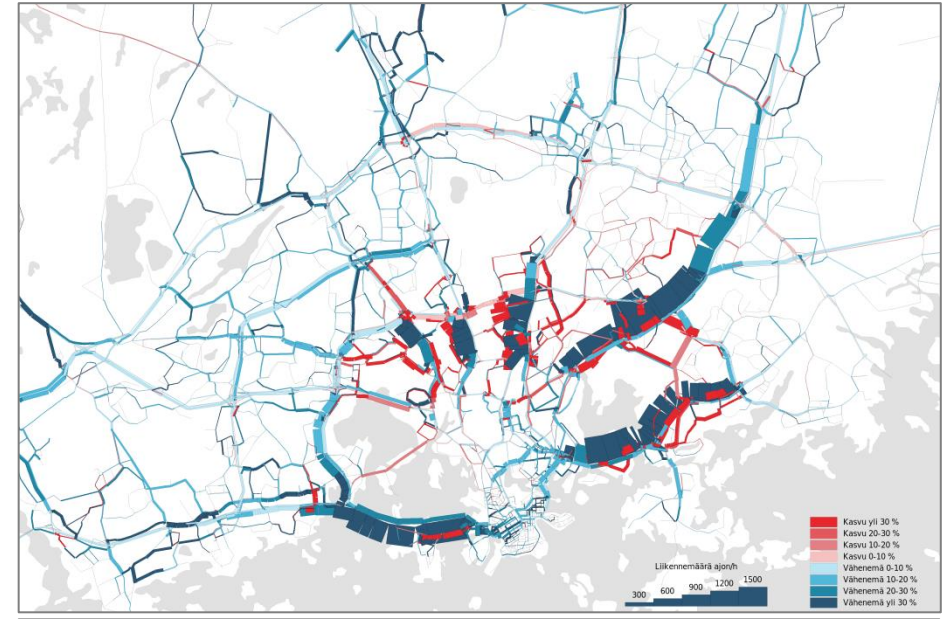 Kasvu yli 30 %
Kasvu 20-30 %
Kasvu 10-20 %
Kasvu 0-10 %
Vähenemä 0-10 %
Vähenemä 10-20 %
Vähenemä 20-30 %
Vähenemä yli 30 %
Liikennemäärä ajon/h
300 600 900 1200 1500